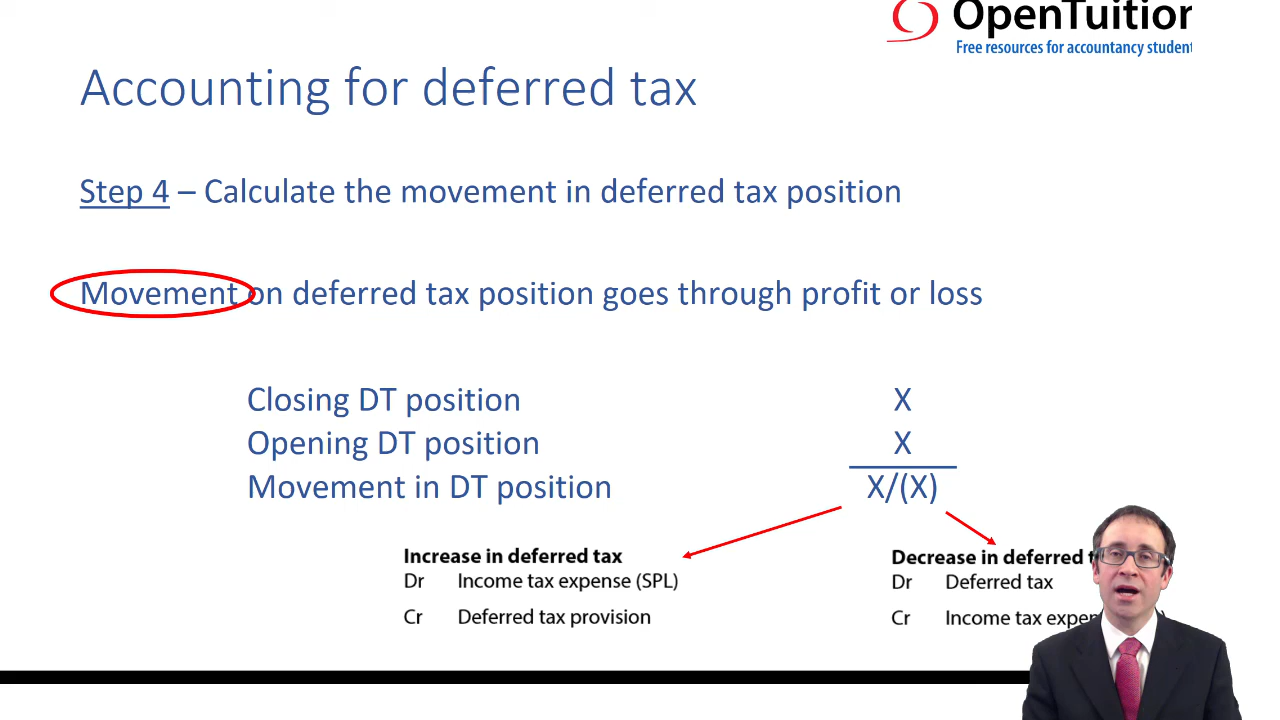 OpenTuition
Free resources for accountancy student
Accounting for deferred tax
Step 4 – Calculate the movement in deferred tax position
Movement on deferred tax position goes through profit or loss
Closing DT position X
Opening DT position X
Movement in DT position X/(X)
Increase in deferred tax
Dr Income tax expense (SPL)
Cr Deferred tax provision
Decrease in deferred
Dr Deferred tax
Cr Income tax